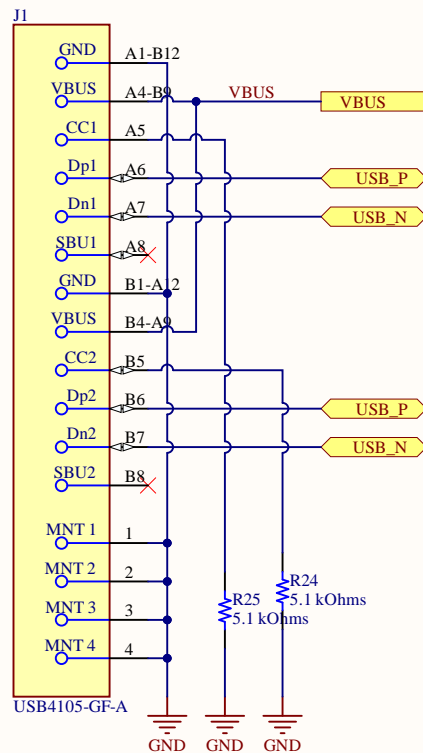 J1
GND A1-B12
VBUS A4-B9 VBUS VBUS
CC1 A5
Dp1 A6 USB_P
Dn1 A7 USB_N
SBU1 A8
GND B1-A12
VBUS B4-A9
CC2 B5
Dp2 B6 USB_P
Dn2 B7 USB_N
SBU2 B8
MNT 1 1
MNT 2 2
MNT 3 3
MNT 4 4
R24
5.1 kOhms
R25
5.1 kOhms
USB4105-GF-A
GND GND GND